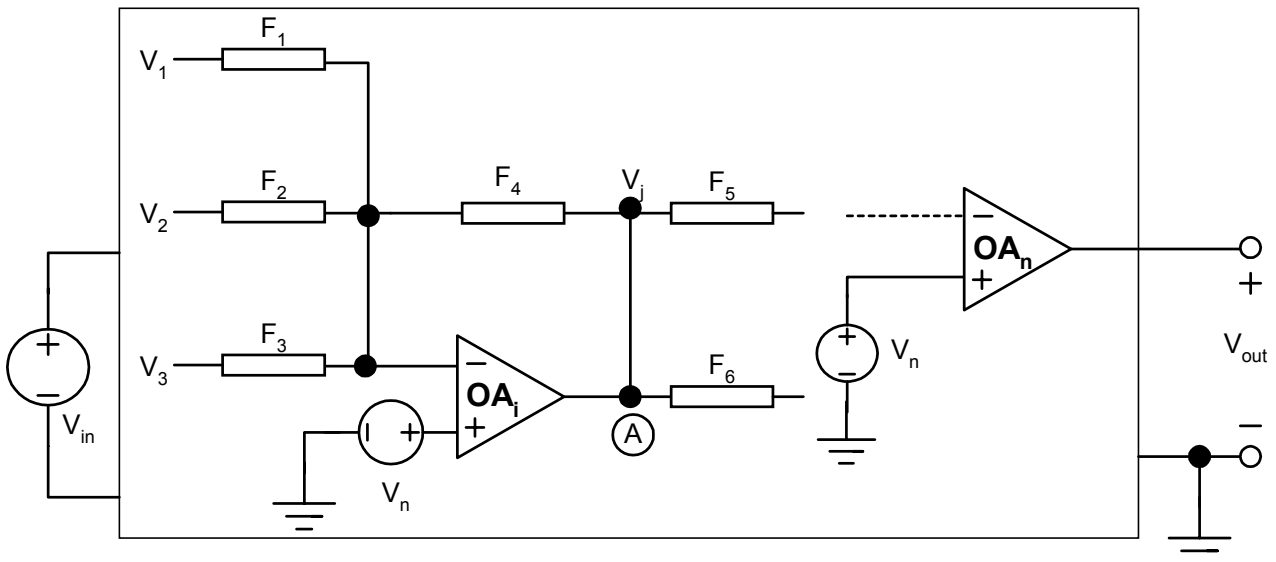 F1
V1
F2
V2
F4
Vj
F5
−
OAn
+
+
F3
V3
−
OAi
+
F6
+
−
Vn
+
Vout
+
−
Vin
−
+
Vn
A
−